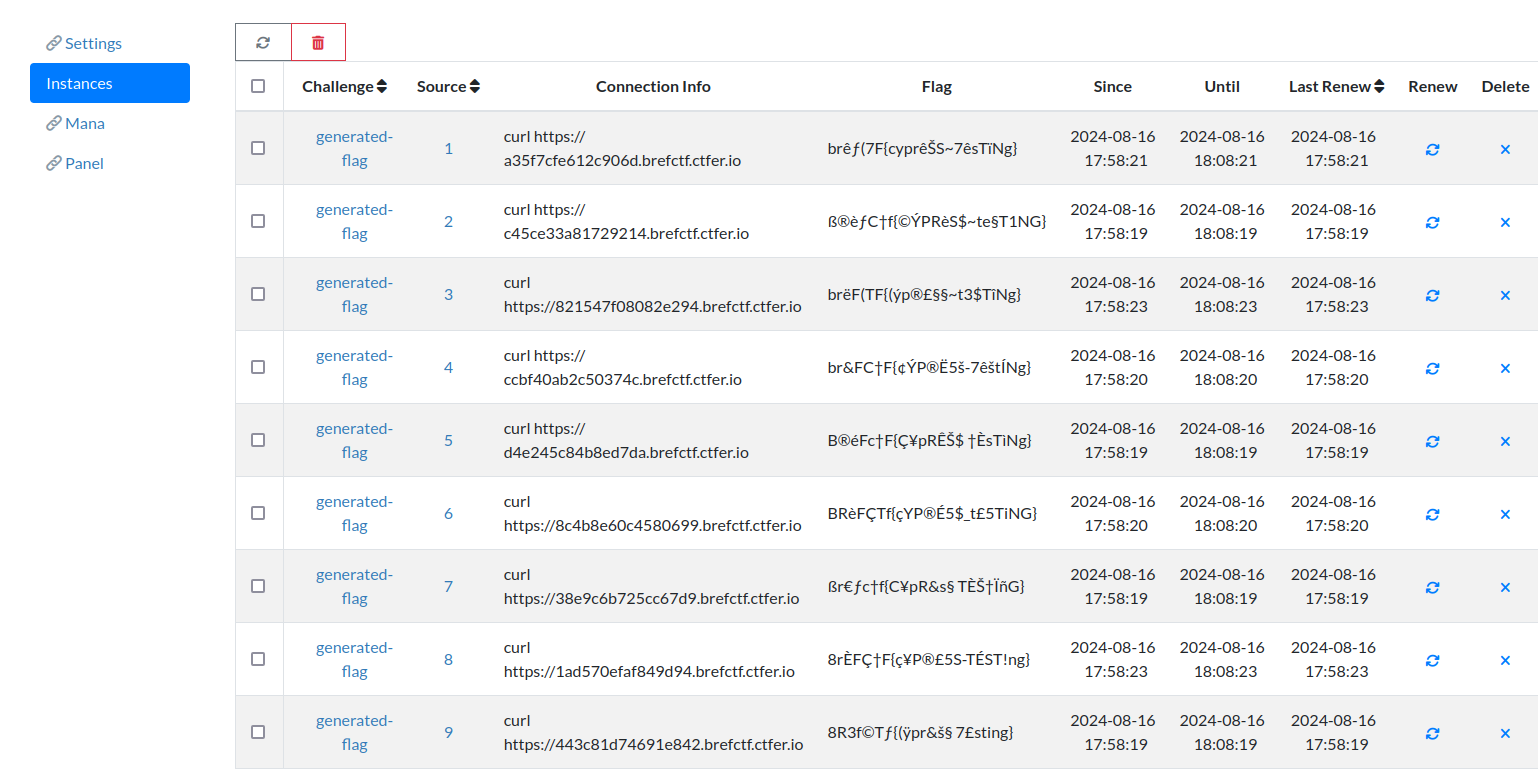 Settings
Instances
Mana
Panel
Challenge Source Connection Info Flag Since Until Last Renew Renew Delete
generated-flag 1 curl https://a35f7cfe612c906d.brefctf.ctfer.io brêƒ(7F{cyprêŠS~7êsTïNg} 2024-08-16 17:58:21 2024-08-16 18:08:21 2024-08-16 17:58:21
generated-flag 2 curl https://c45ce33a81729214.brefctf.ctfer.io ß®èƒC†f{©ÝPRèS$~te§T1NG} 2024-08-16 17:58:19 2024-08-16 18:08:19 2024-08-16 17:58:19
generated-flag 3 curl https://821547f08082e294.brefctf.ctfer.io brëF(TF{(ýp®£§§~t3$TîNg} 2024-08-16 17:58:23 2024-08-16 18:08:23 2024-08-16 17:58:23
generated-flag 4 curl https://ccbf40ab2c50374c.brefctf.ctfer.io br&FC†F{¢ÝP®Ë5š-7êštÍNg} 2024-08-16 17:58:20 2024-08-16 18:08:20 2024-08-16 17:58:20
generated-flag 5 curl https://d4e245c84b8ed7da.brefctf.ctfer.io B®éFc†F{Ç¥pRÊŠ$ †ÈsTìNg} 2024-08-16 17:58:19 2024-08-16 18:08:19 2024-08-16 17:58:19
generated-flag 6 curl https://8c4b8e60c4580699.brefctf.ctfer.io BRèFÇTf{çYP®É5$_t£5TiNG} 2024-08-16 17:58:20 2024-08-16 18:08:20 2024-08-16 17:58:20
generated-flag 7 curl https://38e9c6b725cc67d9.brefctf.ctfer.io ßr€ƒc†f{C¥pR&s§ TÈŠ†ÏñG} 2024-08-16 17:58:19 2024-08-16 18:08:19 2024-08-16 17:58:19
generated-flag 8 curl https://1ad570efaf849d94.brefctf.ctfer.io 8rÈFÇ†F{ç¥P®£5S-TÉST!ng} 2024-08-16 17:58:23 2024-08-16 18:08:23 2024-08-16 17:58:23
generated-flag 9 curl https://443c81d74691e842.brefctf.ctfer.io 8R3f©Tƒ{(ÿpr&š§ 7£sting} 2024-08-16 17:58:19 2024-08-16 18:08:19 2024-08-16 17:58:19